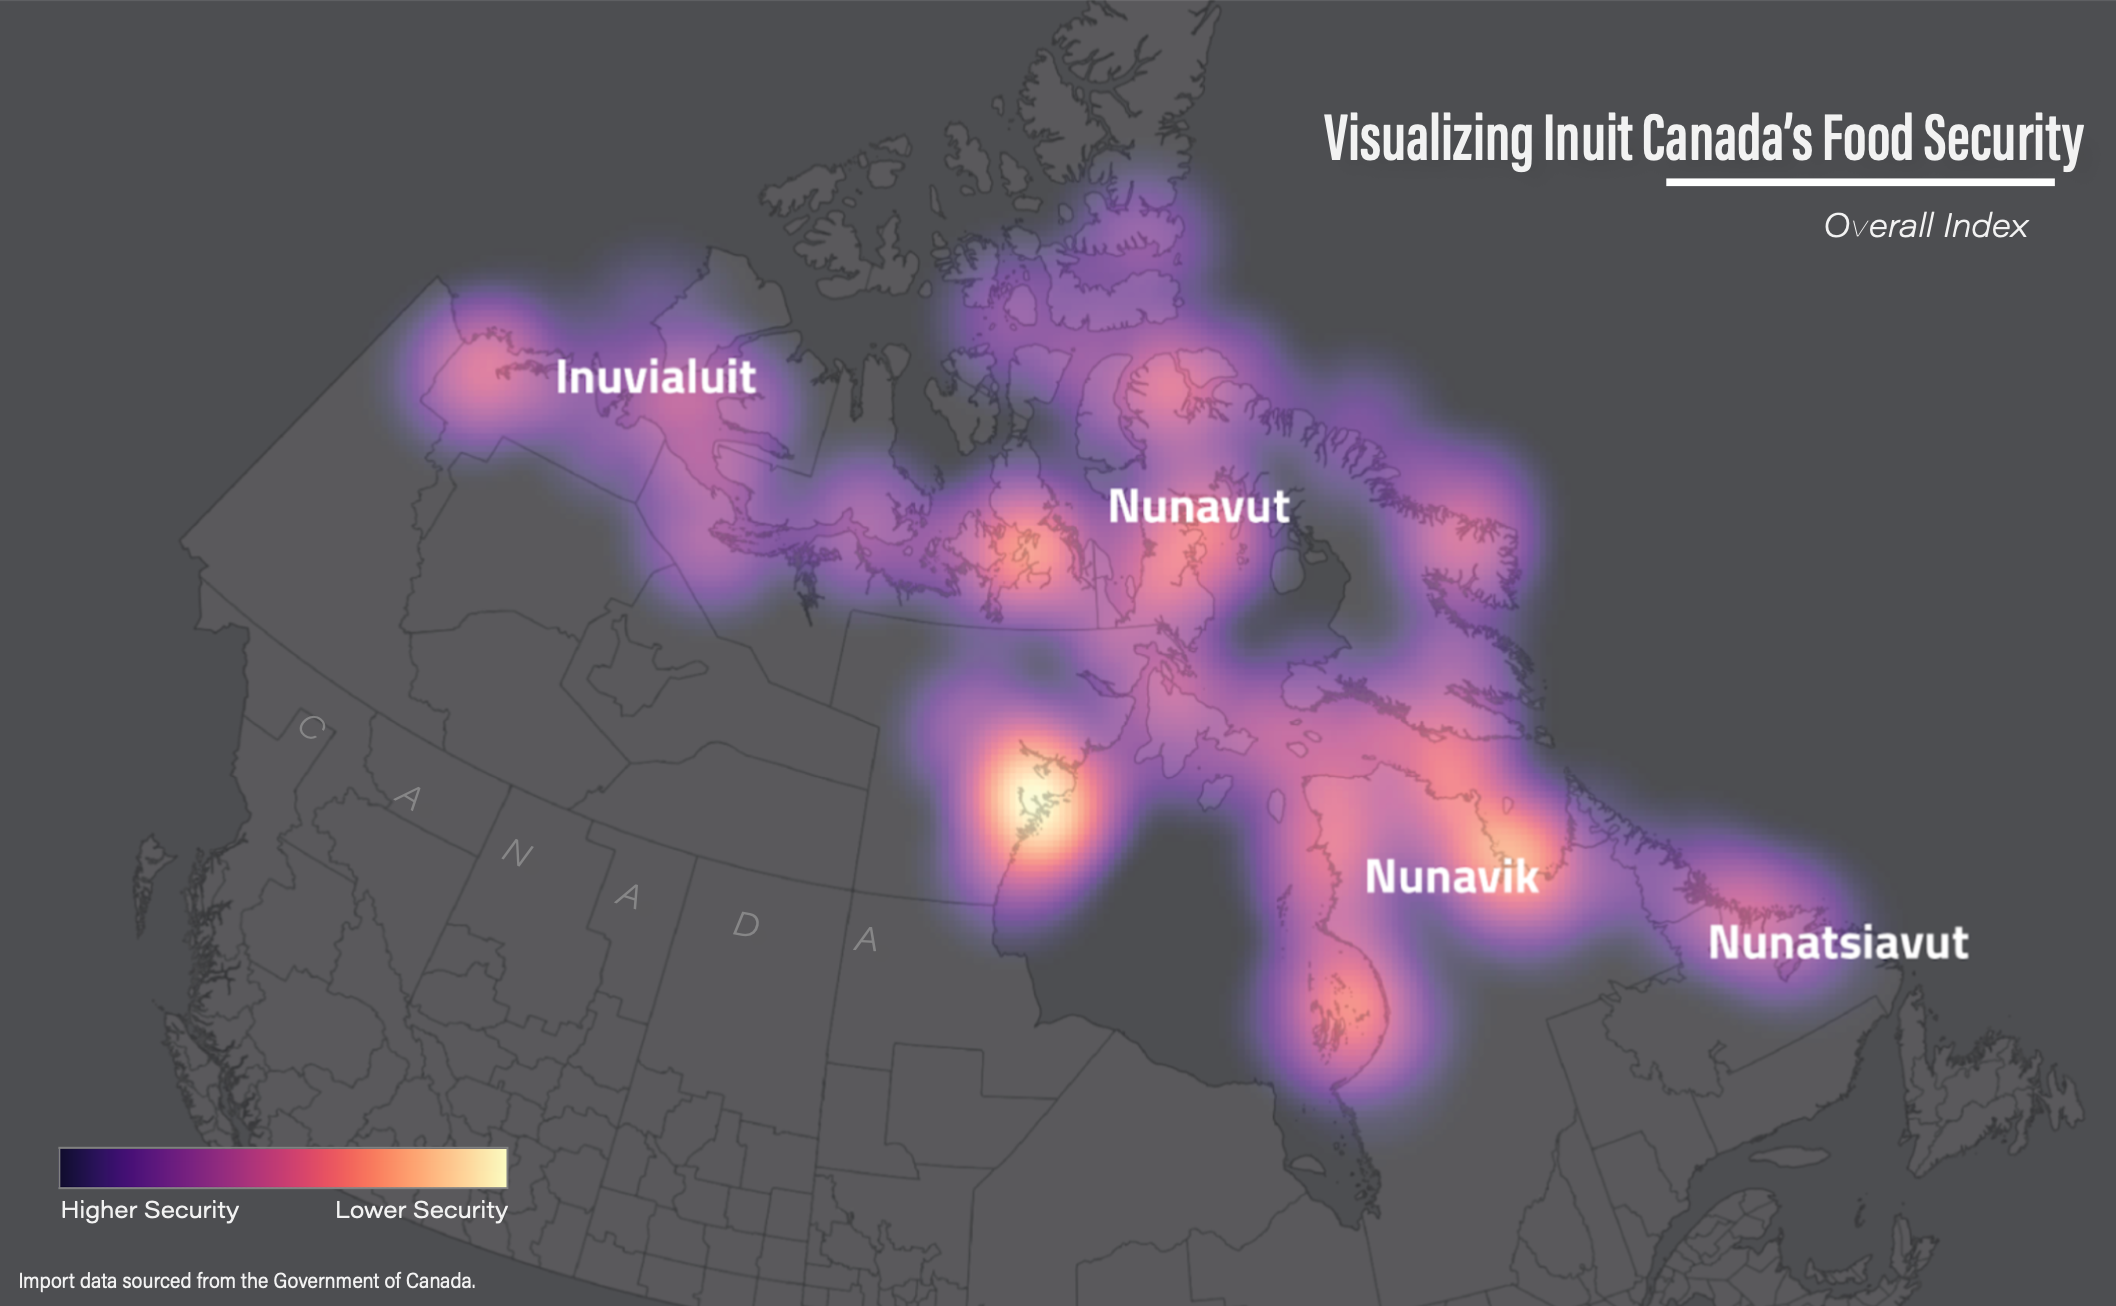 Visualizing Inuit Canada's Food Security
Overall Index
Inuvialuit
Nunavut
Nunavik
Nunatsiavut
C A N A D A
Higher Security Lower Security
Import data sourced from the Government of Canada.